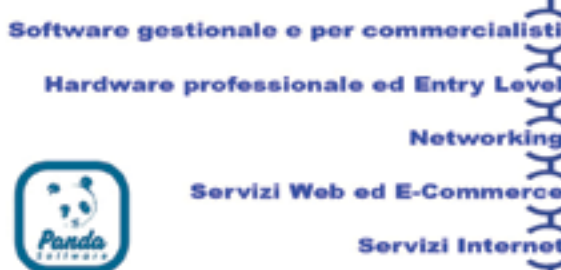 Software gestionale e per commercialisti
Hardware professionale ed Entry Level
Networking
Servizi Web ed E-Commerce
Servizi Internet
Panda
Software